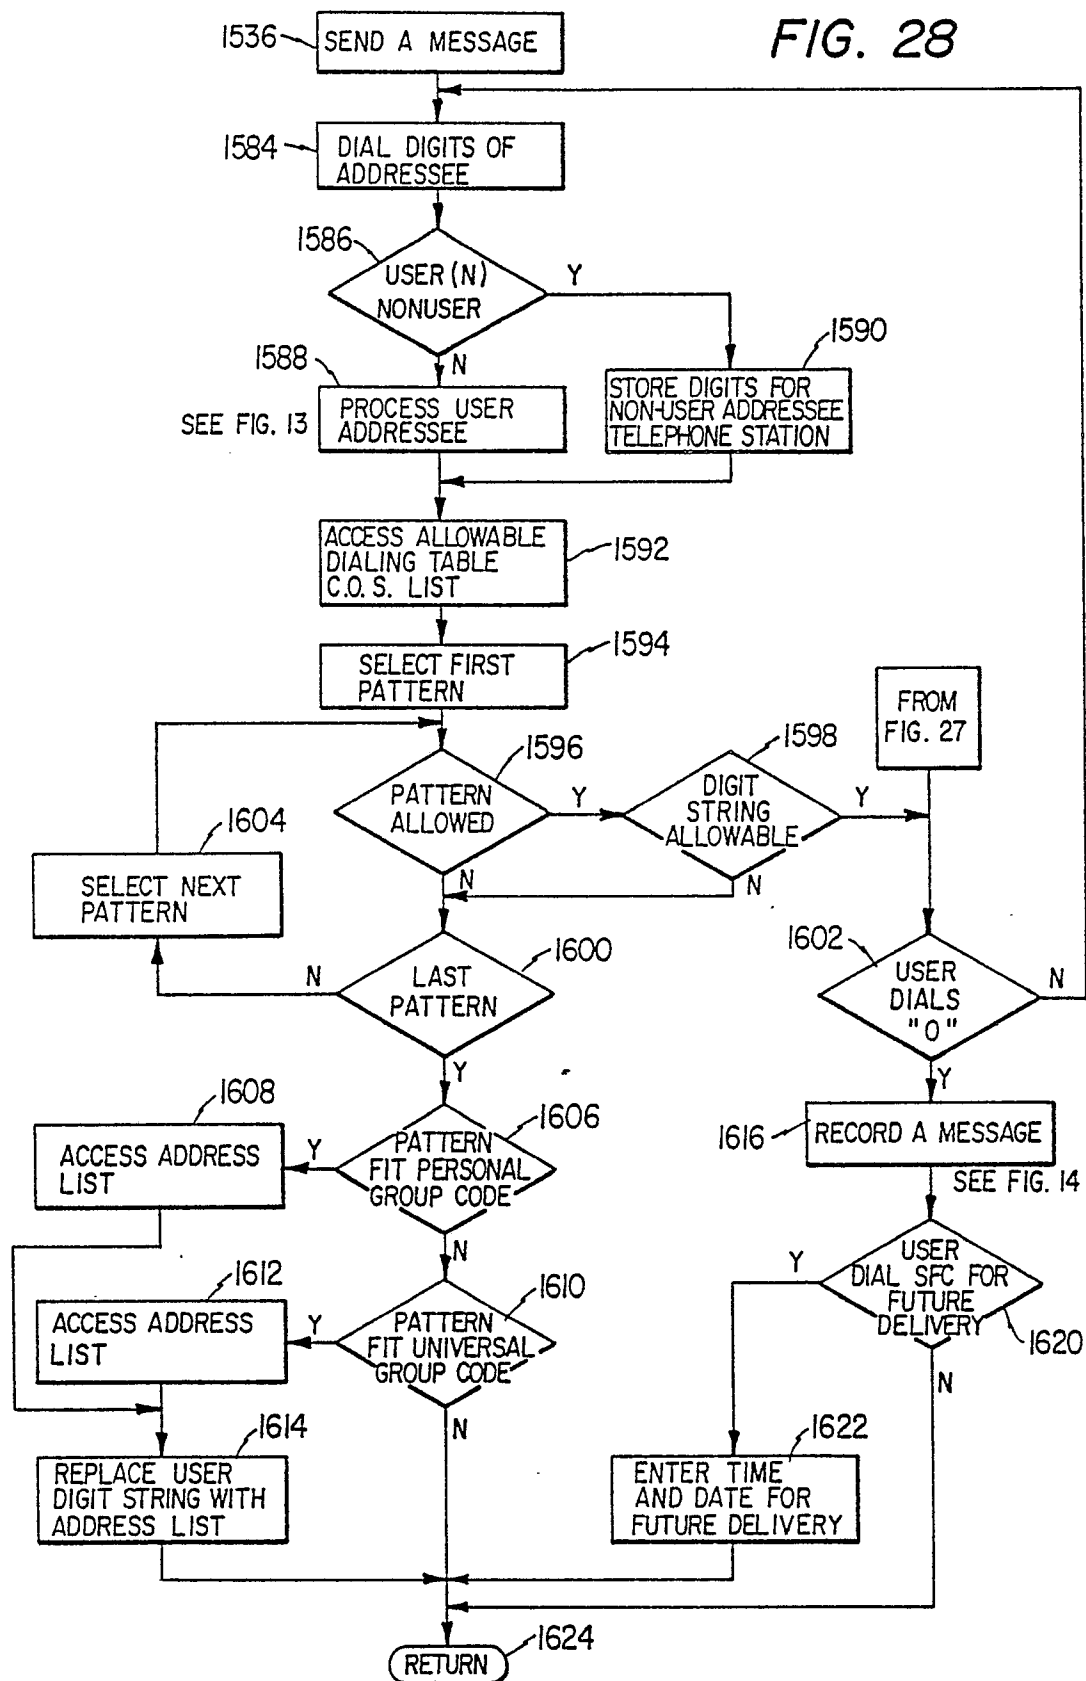 FIG. 28
1536
SEND A MESSAGE
1584
DIAL DIGITS OF
ADDRESSEE
1586
USER (N)
NONUSER
Y
N
1588
PROCESS USER
ADDRESSEE
SEE FIG. 13
1590
STORE DIGITS FOR
NON-USER ADDRESSEE
TELEPHONE STATION
ACCESS ALLOWABLE
DIALING TABLE
C.O.S. LIST
1592
SELECT FIRST
PATTERN
1594
FROM
FIG. 27
1596
PATTERN
ALLOWED
Y
N
1598
DIGIT
STRING
ALLOWABLE
Y
N
1604
SELECT NEXT
PATTERN
1600
LAST
PATTERN
N
Y
1602
USER
DIALS
"0"
N
Y
1608
ACCESS ADDRESS
LIST
1606
PATTERN
FIT PERSONAL
GROUP CODE
Y
N
1616
RECORD A MESSAGE
SEE FIG. 14
1612
ACCESS ADDRESS
LIST
1610
PATTERN
FIT UNIVERSAL
GROUP CODE
Y
N
USER
DIAL SFC FOR
FUTURE
DELIVERY
1620
Y
N
1614
REPLACE USER
DIGIT STRING WITH
ADDRESS LIST
1622
ENTER TIME
AND DATE FOR
FUTURE DELIVERY
1624
RETURN